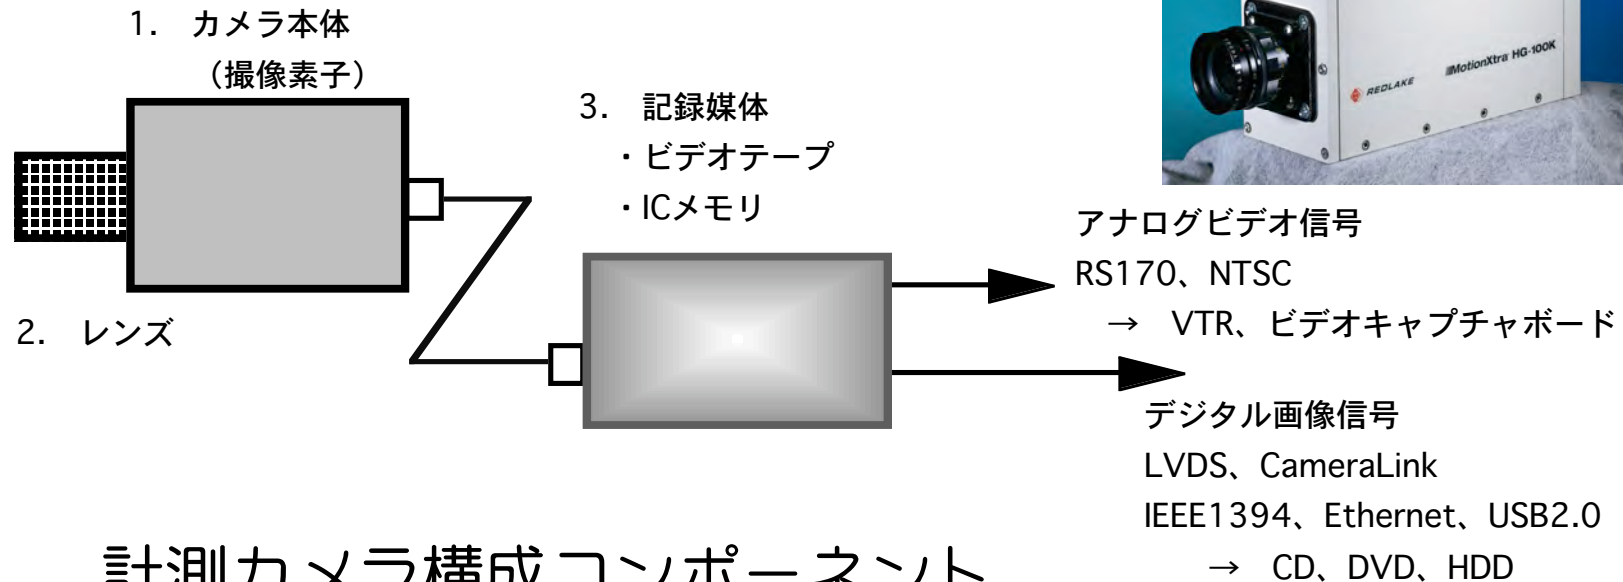 1. カメラ本体
（撮像素子）
2. レンズ
3. 記録媒体
・ビデオテープ
・ICメモリ
REDLAKE
MotionXtra HG-100K
アナログビデオ信号
RS170、NTSC
→ VTR、ビデオキャプチャボード
デジタル画像信号
LVDS、CameraLink
IEEE1394、Ethernet、USB2.0
→ CD、DVD、HDD
計測カメラ構成コンポーネント